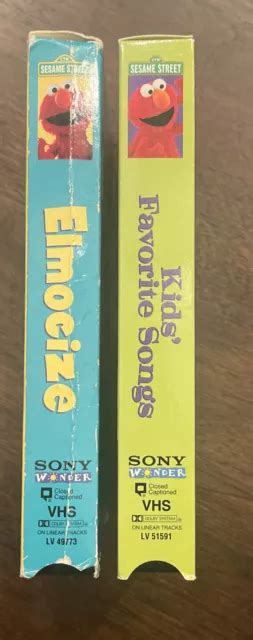 SESAME STREET
Elmocize
SONY
WONDER
Closed
Captioned
VHS
DOLBY SYSTEM
ON LINEAR TRACKS
LV 49773
SESAME STREET
Kids'
Favorite Songs
SONY
WONDER
Closed
Captioned
VHS
DOLBY SYSTEM
ON LINEAR TRACKS
LV 51591